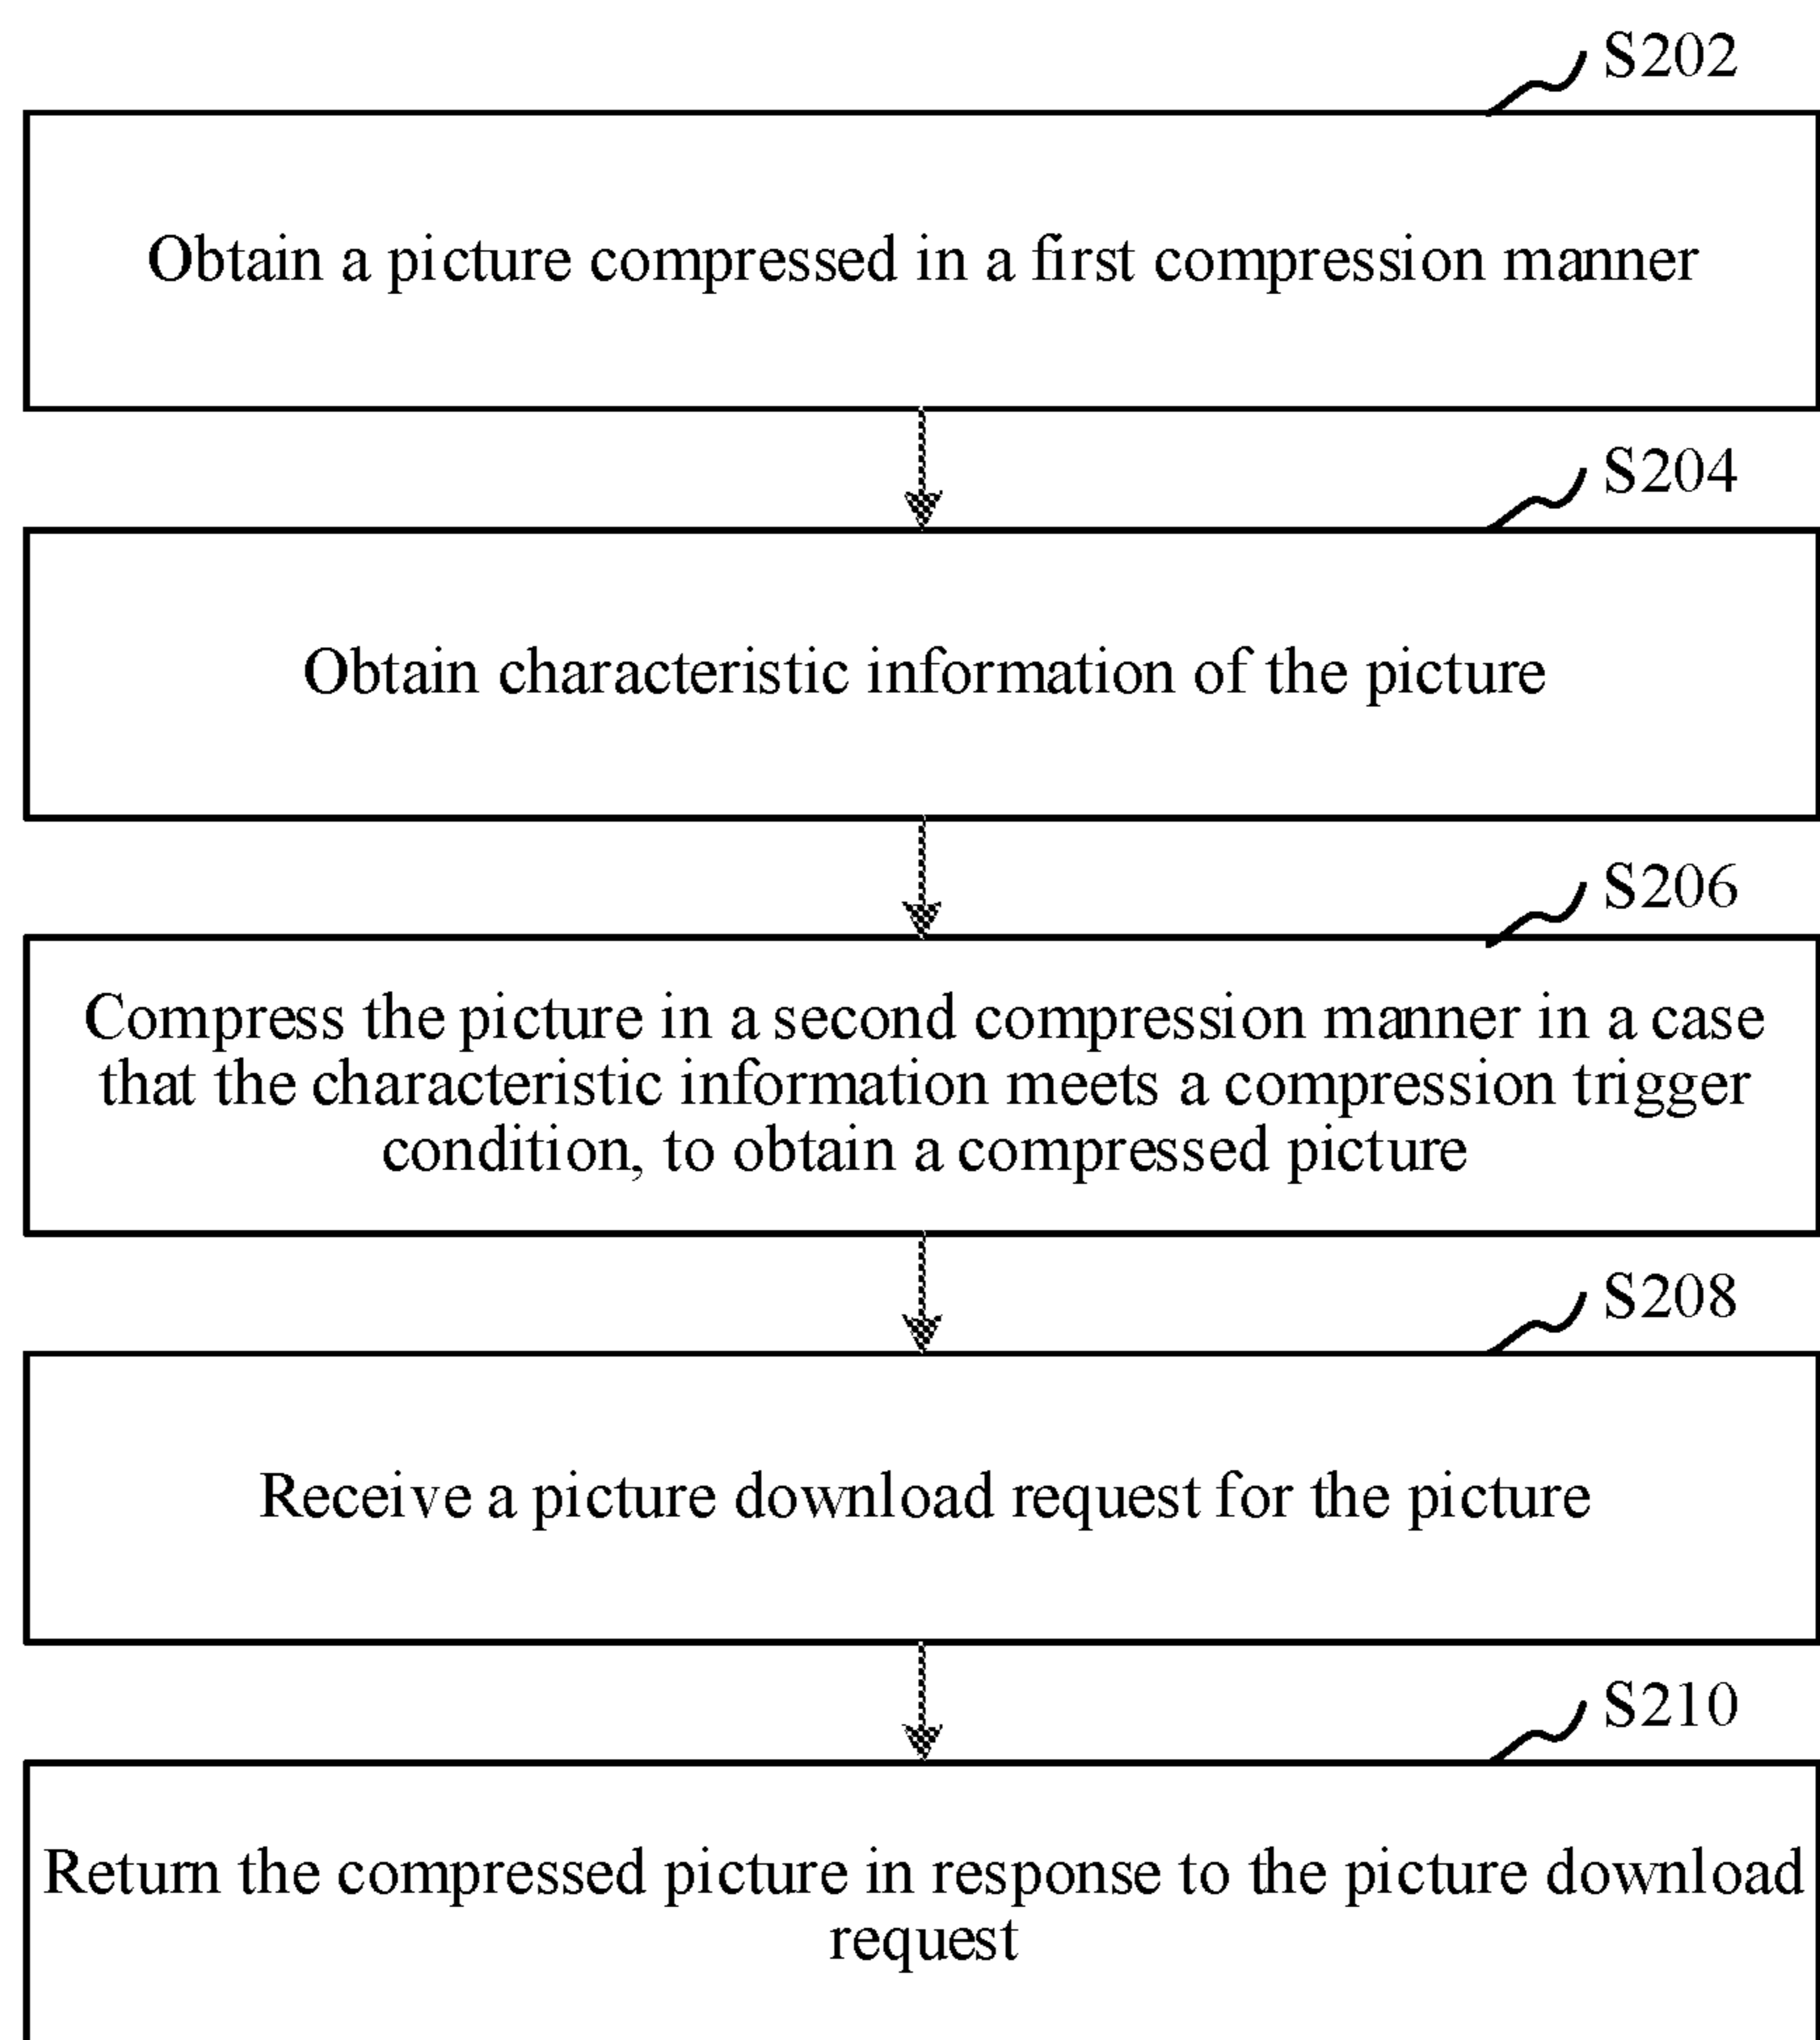 S202
Obtain a picture compressed in a first compression manner
S204
Obtain characteristic information of the picture
S206
Compress the picture in a second compression manner in a case
that the characteristic information meets a compression trigger
condition, to obtain a compressed picture
S208
Receive a picture download request for the picture
S210
Return the compressed picture in response to the picture download
request